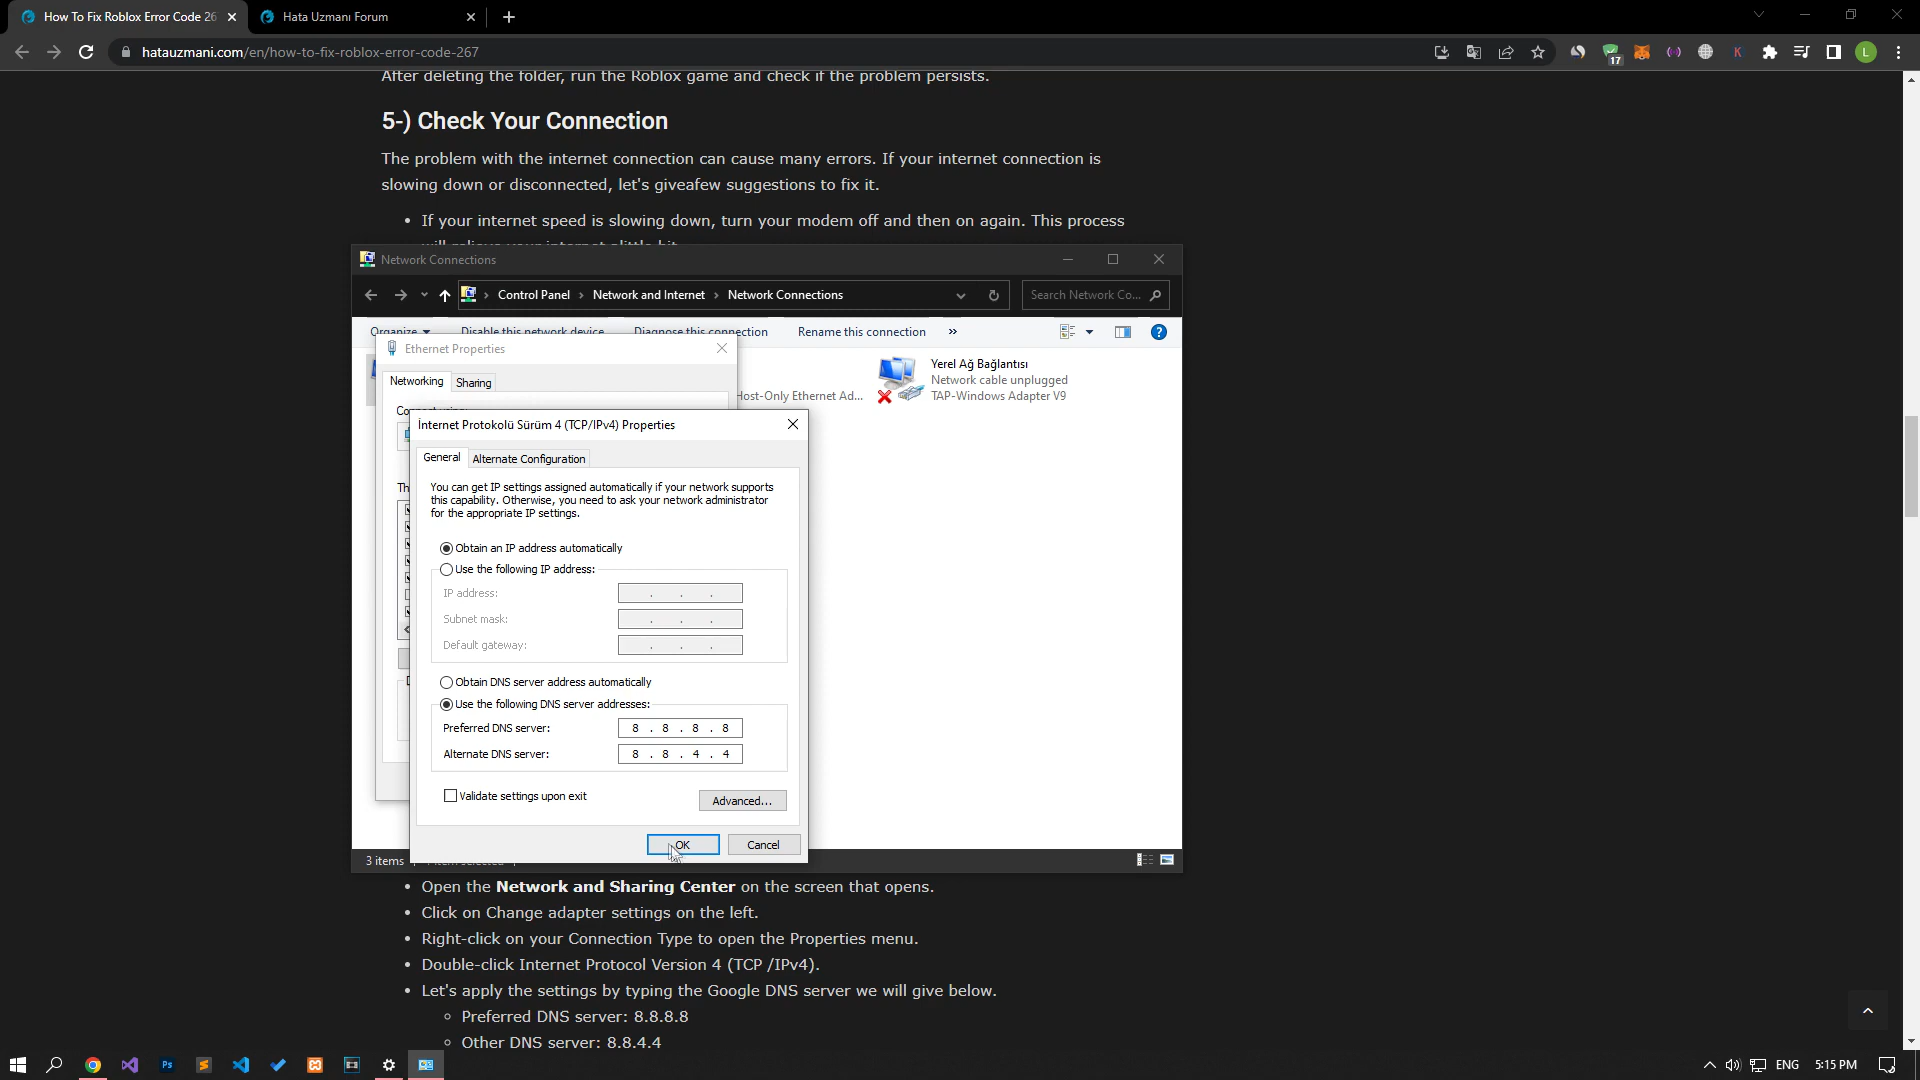 How To Fix Roblox Error Code 26
Hata Uzmanı Forum
hatauzmani.com/en/how-to-fix-roblox-error-code-267
17
K
L
After deleting the folder, run the Roblox game and check if the problem persists.
5-) Check Your Connection
The problem with the internet connection can cause many errors. If your internet connection is
slowing down or disconnected, let's giveafew suggestions to fix it.
• If your internet speed is slowing down, turn your modem off and then on again. This process
Network Connections
Control Panel › Network and Internet › Network Connections
Search Network Co...
Organize
Disable this network device
Diagnose this connection
Rename this connection
»
Ethernet Properties
Networking
Sharing
Host-Only Ethernet Ad...
Yerel Ağ Bağlantısı
Network cable unplugged
TAP-Windows Adapter V9
İnternet Protokolü Sürüm 4 (TCP/IPv4) Properties
General
Alternate Configuration
You can get IP settings assigned automatically if your network supports
this capability. Otherwise, you need to ask your network administrator
for the appropriate IP settings.
Obtain an IP address automatically
Use the following IP address:
IP address: . . .
Subnet mask: . . .
Default gateway: . . .
Obtain DNS server address automatically
Use the following DNS server addresses:
Preferred DNS server: 8 . 8 . 8 . 8
Alternate DNS server: 8 . 8 . 4 . 4
Validate settings upon exit
Advanced...
OK
Cancel
3 items
• Open the Network and Sharing Center on the screen that opens.
• Click on Change adapter settings on the left.
• Right-click on your Connection Type to open the Properties menu.
• Double-click Internet Protocol Version 4 (TCP /IPv4).
• Let's apply the settings by typing the Google DNS server we will give below.
◦ Preferred DNS server: 8.8.8.8
◦ Other DNS server: 8.8.4.4
Ps
ENG
5:15 PM